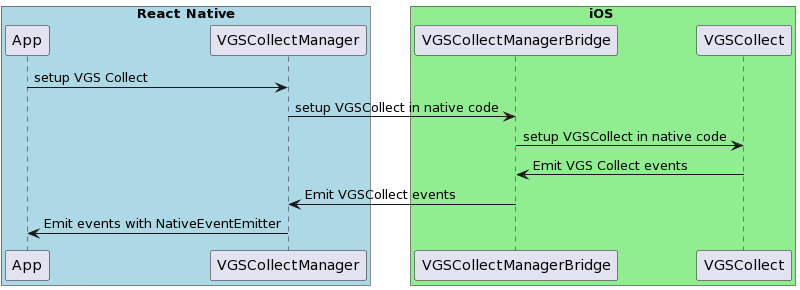 React Native
iOS
App
VGSCollectManager
VGSCollectManagerBridge
VGSCollect
setup VGS Collect
setup VGSCollect in native code
setup VGSCollect in native code
Emit VGS Collect events
Emit VGSCollect events
Emit events with NativeEventEmitter
App
VGSCollectManager
VGSCollectManagerBridge
VGSCollect